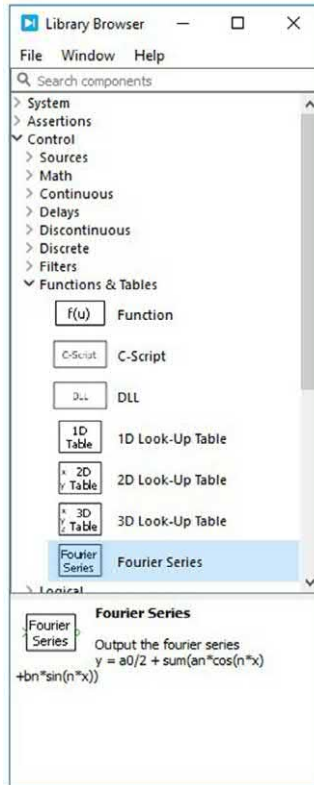 Library Browser
File Window Help
Search components
System
Assertions
Control
Sources
Math
Continuous
Delays
Discontinuous
Discrete
Filters
Functions & Tables
f(u) Function
C-Script C-Script
DLL DLL
1D
Table
1D Look-Up Table
x 2D
y Table
2D Look-Up Table
x 3D
y
z Table
3D Look-Up Table
Fourier
Series
Fourier Series
Logical
Fourier
Series
Fourier Series
Output the fourier series
y = a0/2 + sum(an*cos(n*x)
+bn*sin(n*x))